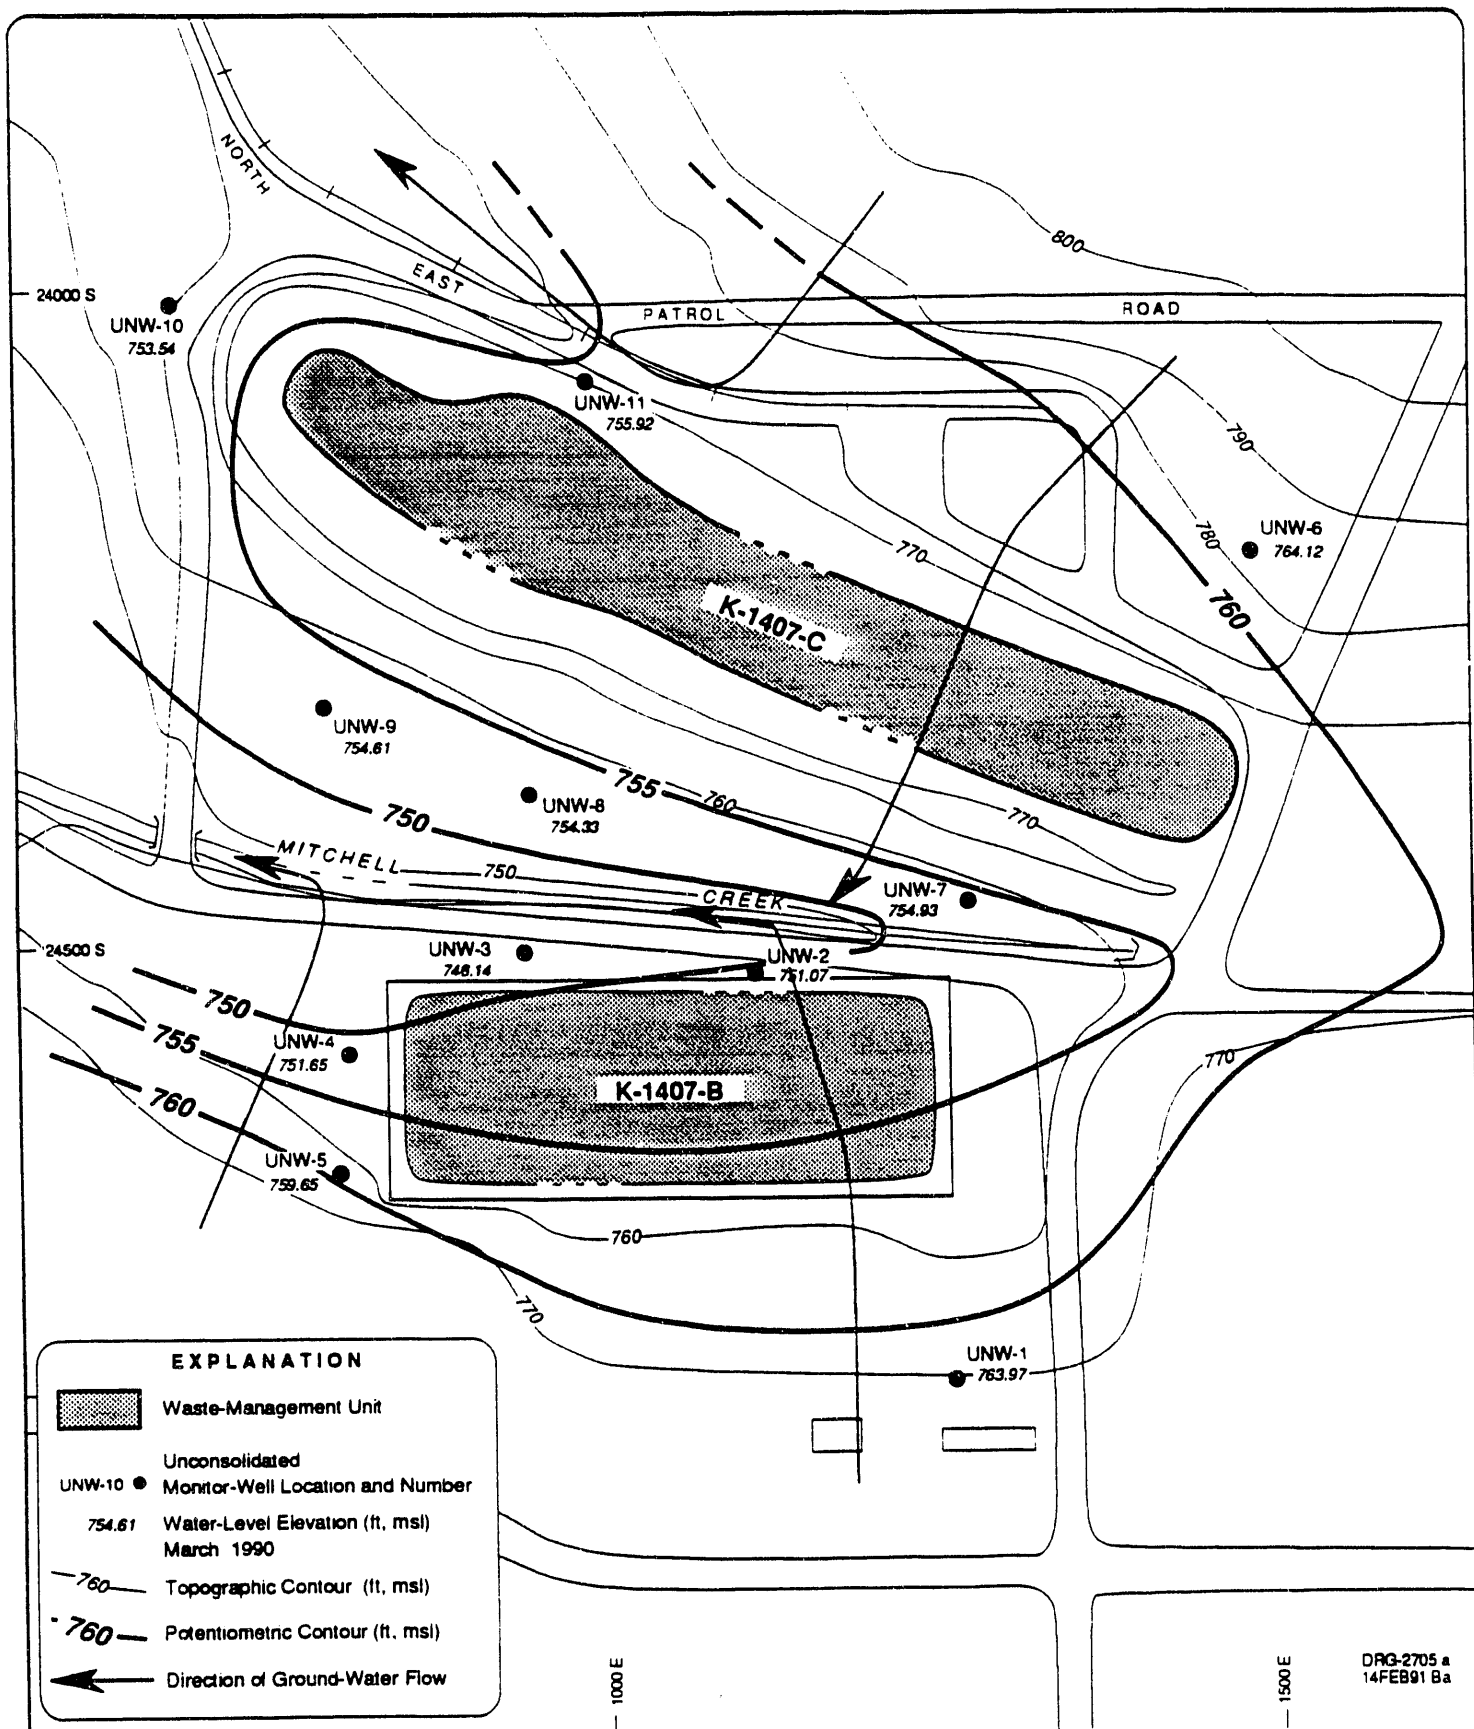 NORTH
800
24000 S
EAST
PATROL
ROAD
UNW-10
753.54
UNW-11
755.92
790
780
UNW-6
764.12
770
760
K-1407-C
UNW-9
754.61
755
760
UNW-8
754.33
770
750
MITCHELL
750
CREEK
UNW-7
754.93
24500 S
UNW-3
746.14
UNW-2
751.07
750
755
UNW-4
751.65
770
760
K-1407-B
UNW-5
759.65
760
770
UNW-1
763.97
EXPLANATION
Waste-Management Unit
Unconsolidated
UNW-10 Monitor-Well Location and Number
754.61 Water-Level Elevation (ft, msl)
March 1990
760 Topographic Contour (ft, msl)
760 Potentiometric Contour (ft, msl)
Direction of Ground-Water Flow
1000 E
1500 E
DRG-2705 a
14FEB91 Ba